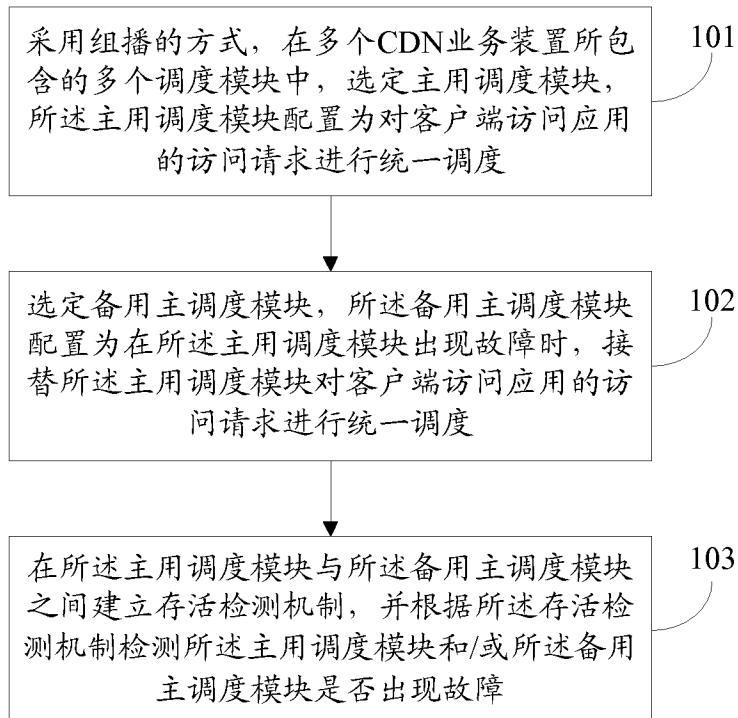 采用组播的方式，在多个CDN业务装置所包
含的多个调度模块中，选定主用调度模块，
所述主用调度模块配置为对客户端访问应用
的访问请求进行统一调度
101
选定备用主调度模块，所述备用主调度模块
配置为在所述主用调度模块出现故障时，接
替所述主用调度模块对客户端访问应用的访
问请求进行统一调度
102
在所述主用调度模块与所述备用主调度模块
之间建立存活检测机制，并根据所述存活检
测机制检测所述主用调度模块和/或所述备用
主调度模块是否出现故障
103